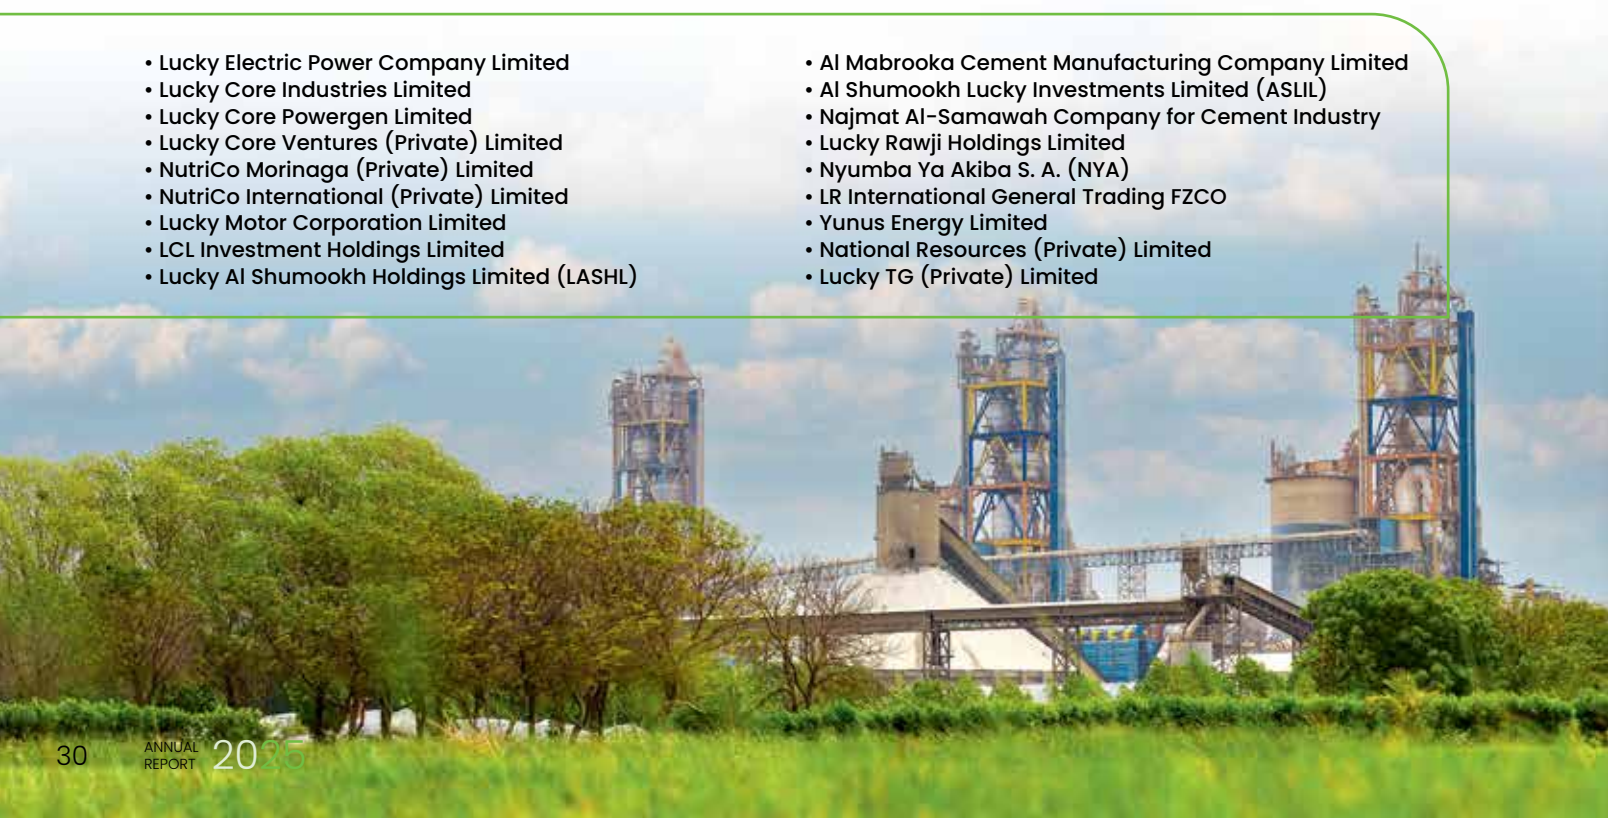 • Lucky Electric Power Company Limited
• Lucky Core Industries Limited
• Lucky Core Powergen Limited
• Lucky Core Ventures (Private) Limited
• NutriCo Morinaga (Private) Limited
• NutriCo International (Private) Limited
• Lucky Motor Corporation Limited
• LCL Investment Holdings Limited
• Lucky Al Shumookh Holdings Limited (LASHL)
• Al Mabrooka Cement Manufacturing Company Limited
• Al Shumookh Lucky Investments Limited (ASLIL)
• Najmat Al-Samawah Company for Cement Industry
• Lucky Rawji Holdings Limited
• Nyumba Ya Akiba S. A. (NYA)
• LR International General Trading FZCO
• Yunus Energy Limited
• National Resources (Private) Limited
• Lucky TG (Private) Limited
30
ANNUAL
REPORT
2025